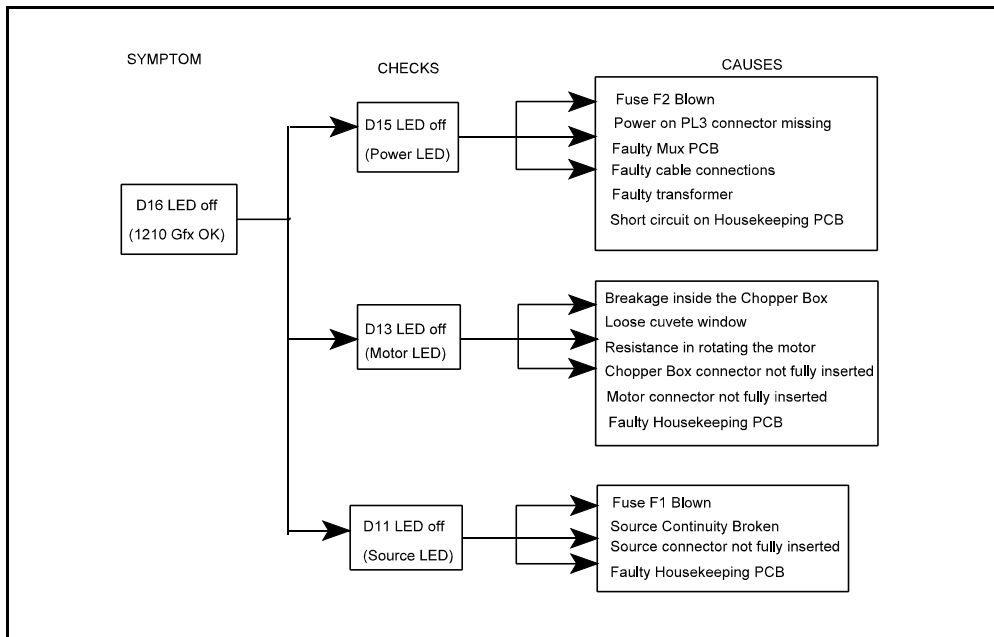 SYMPTOM
CHECKS
CAUSES
D16 LED off
(1210 Gfx OK)
D15 LED off
(Power LED)
Fuse F2 Blown
Power on PL3 connector missing
Faulty Mux PCB
Faulty cable connections
Faulty transformer
Short circuit on Housekeeping PCB
D13 LED off
(Motor LED)
Breakage inside the Chopper Box
Loose cuvete window
Resistance in rotating the motor
Chopper Box connector not fully inserted
Motor connector not fully inserted
Faulty Housekeeping PCB
D11 LED off
(Source LED)
Fuse F1 Blown
Source Continuity Broken
Source connector not fully inserted
Faulty Housekeeping PCB